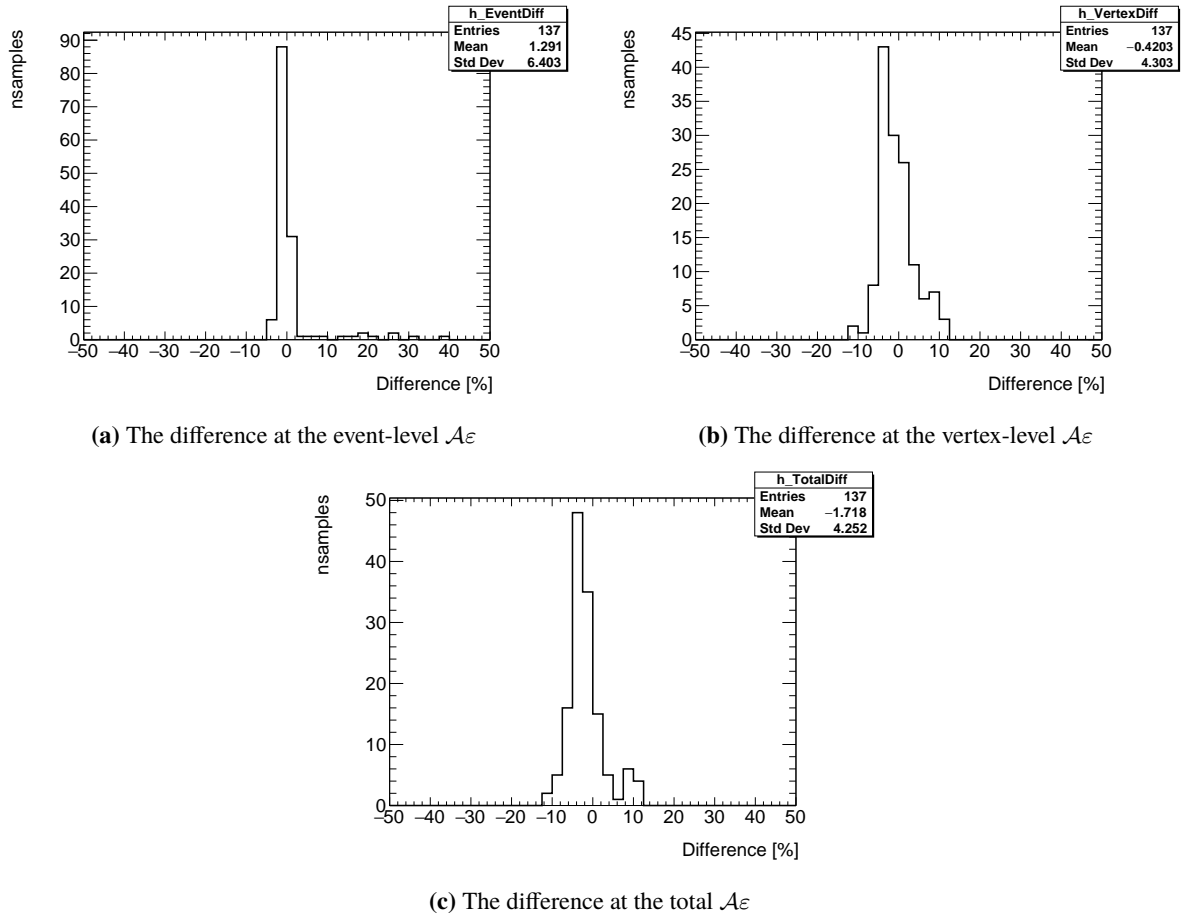 h_EventDiff
Entries 137
Mean 1.291
Std Dev 6.403
nsamples
90
80
70
60
50
40
30
20
10
0
−50 −40 −30 −20 −10 0 10 20 30 40 50
Difference [%]
(a) The difference at the event-level 𝒜ε
h_VertexDiff
Entries 137
Mean −0.4203
Std Dev 4.303
nsamples
45
40
35
30
25
20
15
10
5
0
−50 −40 −30 −20 −10 0 10 20 30 40 50
Difference [%]
(b) The difference at the vertex-level 𝒜ε
h_TotalDiff
Entries 137
Mean −1.718
Std Dev 4.252
nsamples
50
40
30
20
10
0
−50 −40 −30 −20 −10 0 10 20 30 40 50
Difference [%]
(c) The difference at the total 𝒜ε